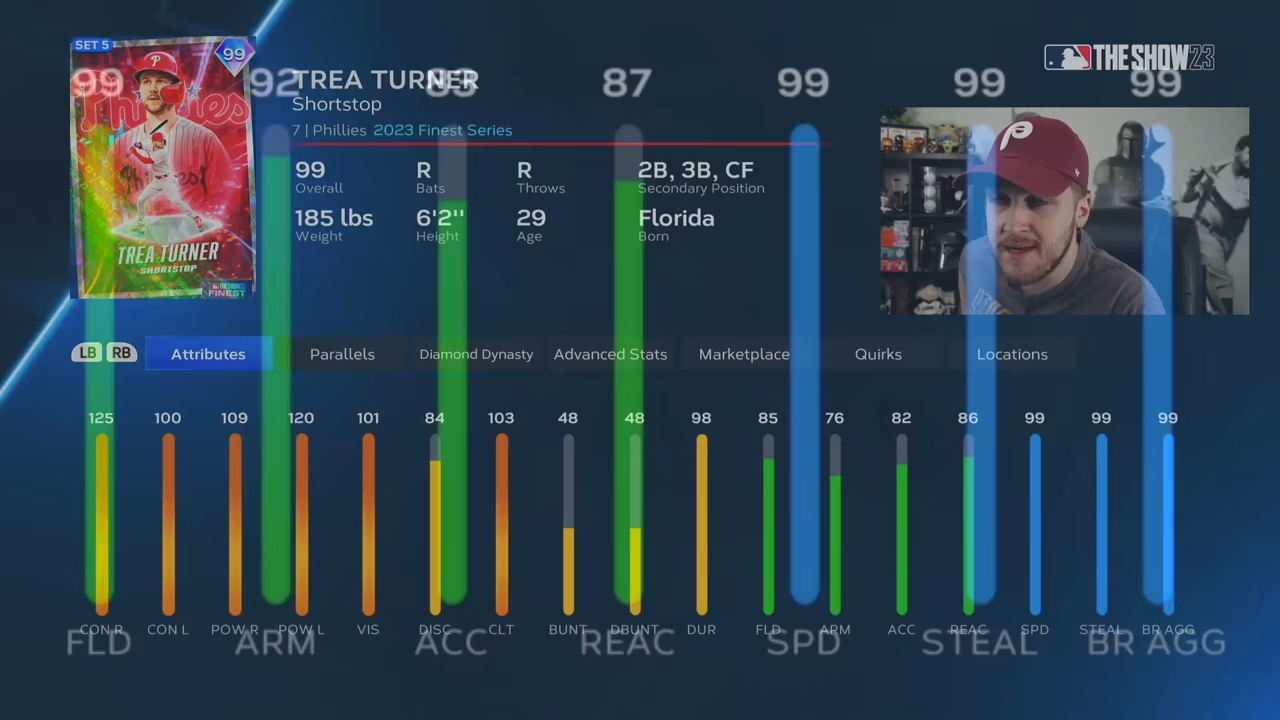 SET 5
99
Phillies
TREA TURNER
SHORTSTOP
FINEST
TREA TURNER
Shortstop
7 | Phillies 2023 Finest Series
99 R R 2B, 3B, CF
Overall Bats Throws Secondary Position
185 lbs 6'2'' 29 Florida
Weight Height Age Born
THE SHOW 23
P
99 92 83 87 99 99 99
LB RB Attributes Parallels Diamond Dynasty Advanced Stats Marketplace Quirks Locations
125 100 109 120 101 84 103 48 48 98 85 76 82 86 99 99 99
CON R CON L POW R POW L VIS DISC CLT BUNT DBUNT DUR FLD ARM ACC REAC SPD STEAL BR AGG
FLD ARM ACC REAC SPD STEAL BR AGG